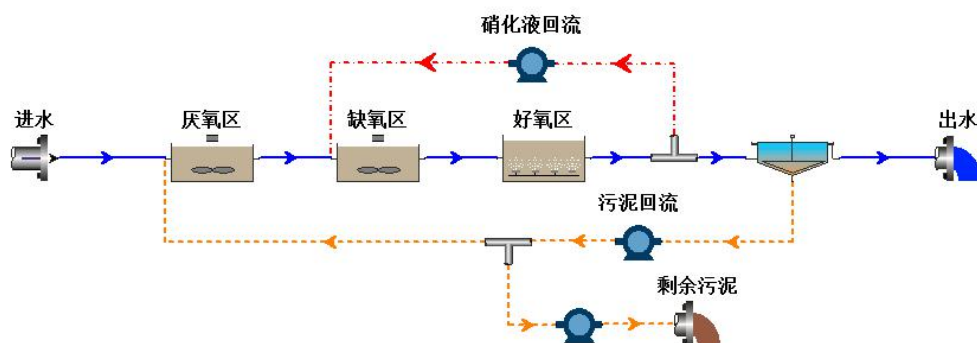 硝化液回流
进水
厌氧区
缺氧区
好氧区
出水
污泥回流
剩余污泥